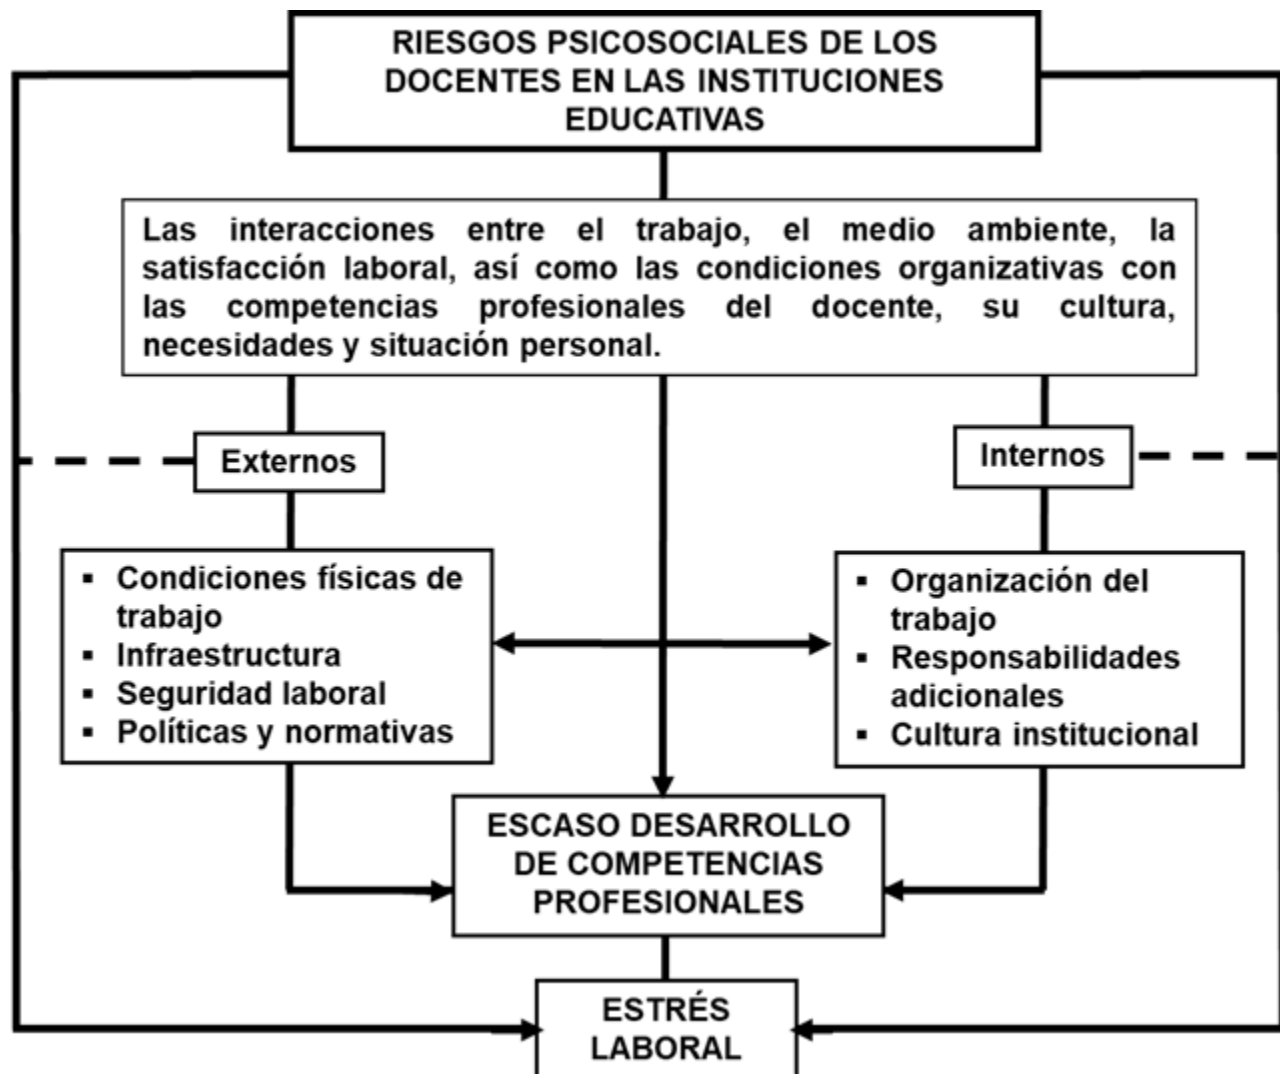 RIESGOS PSICOSOCIALES DE LOS
DOCENTES EN LAS INSTITUCIONES
EDUCATIVAS
Las interacciones entre el trabajo, el medio ambiente, la
satisfacción laboral, así como las condiciones organizativas con
las competencias profesionales del docente, su cultura,
necesidades y situación personal.
Externos
Internos
▪ Condiciones físicas de
trabajo
▪ Infraestructura
▪ Seguridad laboral
▪ Políticas y normativas
▪ Organización del
trabajo
▪ Responsabilidades
adicionales
▪ Cultura institucional
ESCASO DESARROLLO
DE COMPETENCIAS
PROFESIONALES
ESTRÉS
LABORAL